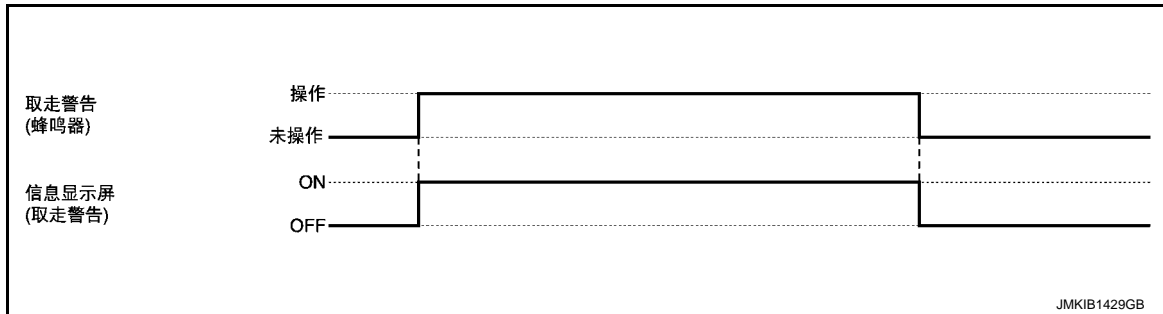 操作
取走警告
(蜂鸣器)
未操作
ON
信息显示屏
(取走警告)
OFF
JMKIB1429GB